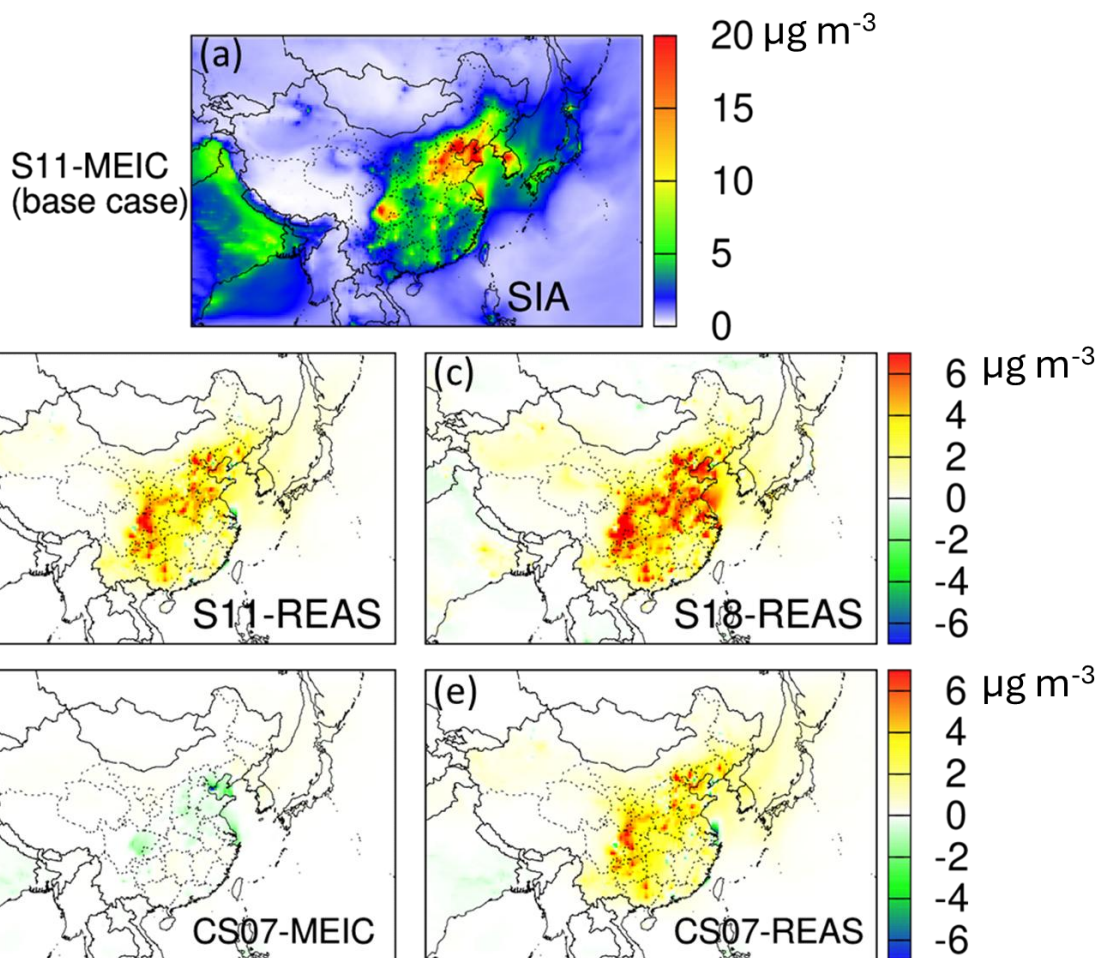 (a)
20 µg m-3
15
10
5
0
S11-MEIC
(base case)
SIA
S11-REAS
(c)
S18-REAS
6 µg m-3
4
2
0
-2
-4
-6
CS07-MEIC
(e)
CS07-REAS
6 µg m-3
4
2
0
-2
-4
-6